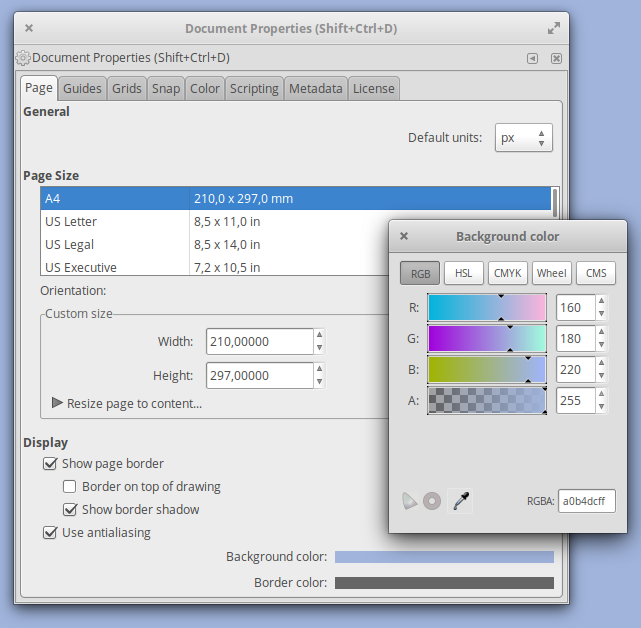 Document Properties (Shift+Ctrl+D)
Document Properties (Shift+Ctrl+D)
Page Guides Grids Snap Color Scripting Metadata License
General
Default units: px
Page Size
A4 210,0 x 297,0 mm
US Letter 8,5 x 11,0 in
US Legal 8,5 x 14,0 in
US Executive 7,2 x 10,5 in
Orientation:
Custom size
Width: 210,00000
Height: 297,00000
Resize page to content...
Display
Show page border
Border on top of drawing
Show border shadow
Use antialiasing
Background color:
Border color:
Background color
RGB HSL CMYK Wheel CMS
R: 160
G: 180
B: 220
A: 255
RGBA: a0b4dcff